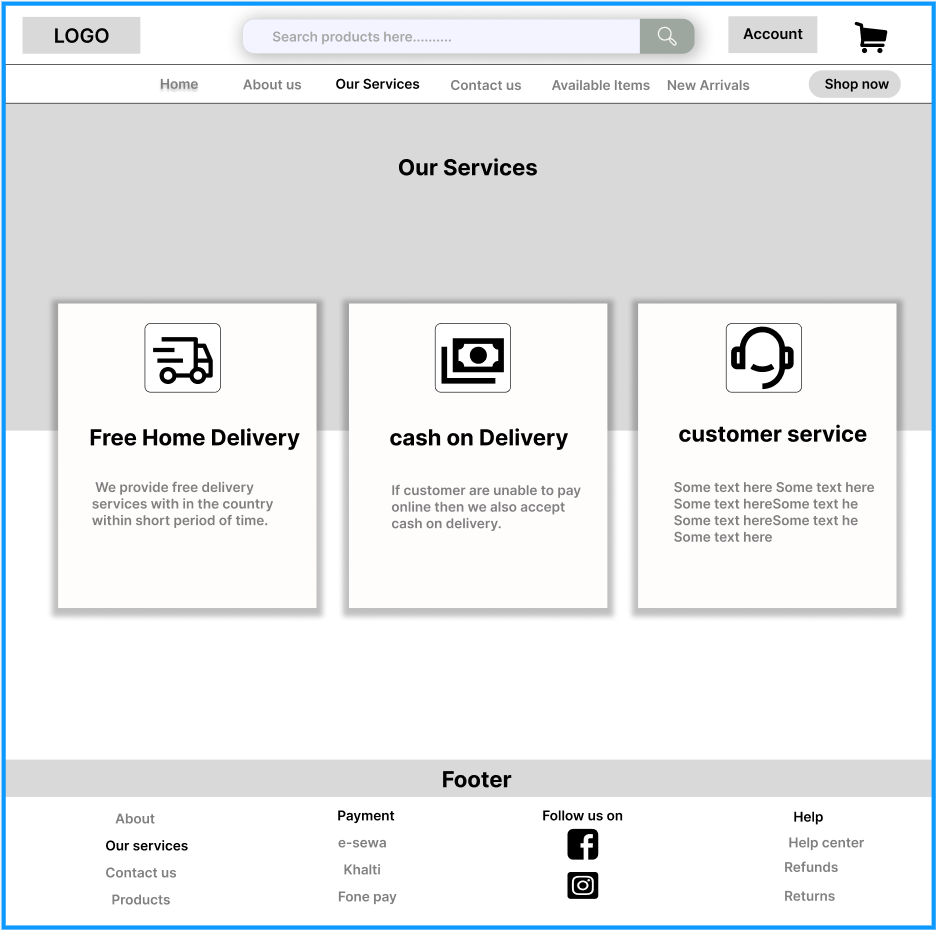 LOGO
Search products here..........
Account
Home
About us
Our Services
Contact us
Available Items
New Arrivals
Shop now
Our Services
Free Home Delivery
We provide free delivery
services with in the country
within short period of time.
cash on Delivery
If customer are unable to pay
online then we also accept
cash on delivery.
customer service
Some text here Some text here
Some text hereSome text he
Some text hereSome text he
Some text here
Footer
About
Our services
Contact us
Products
Payment
e-sewa
Khalti
Fone pay
Follow us on
Help
Help center
Refunds
Returns